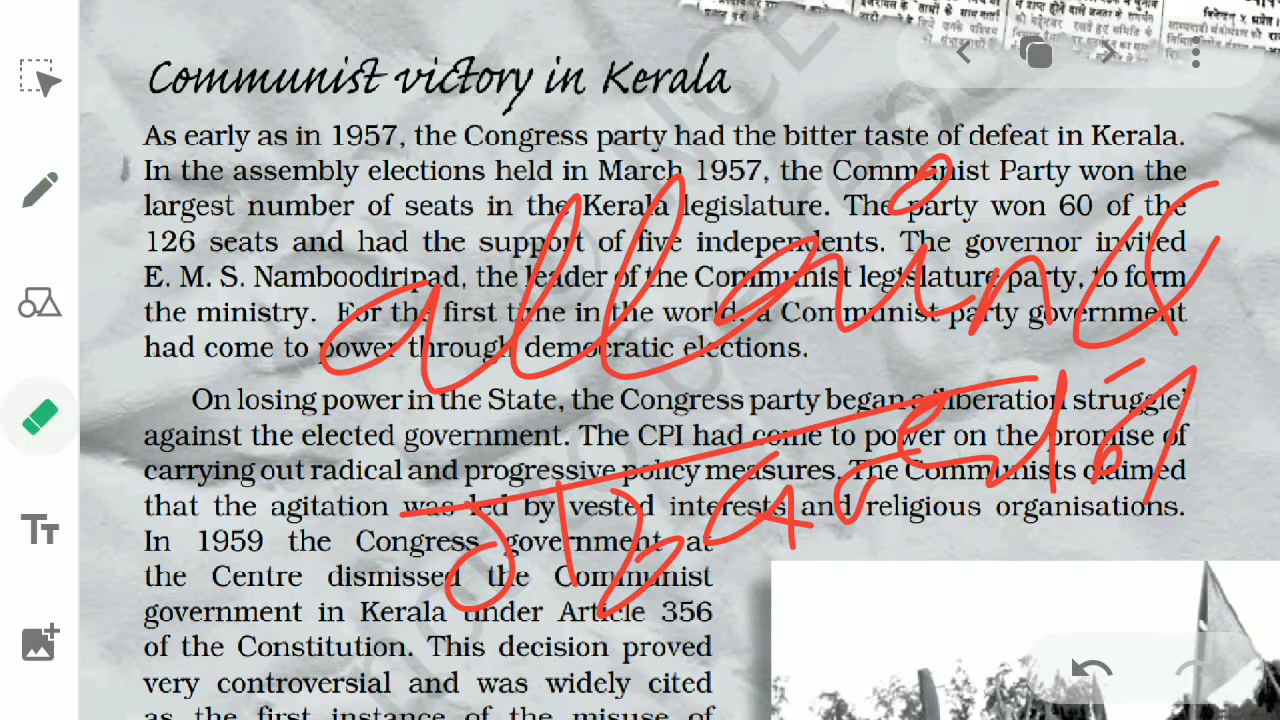 Communist victory in Kerala
As early as in 1957, the Congress party had the bitter taste of defeat in Kerala.
In the assembly elections held in March 1957, the Communist Party won the
largest number of seats in the Kerala legislature. The party won 60 of the
126 seats and had the support of five independents. The governor invited
E. M. S. Namboodiripad, the leader of the Communist legislature party, to form
the ministry. For the first time in the world, a Communist party government
had come to power through democratic elections.
On losing power in the State, the Congress party began a 'liberation struggle'
against the elected government. The CPI had come to power on the promise of
carrying out radical and progressive policy measures. The Communists claimed
that the agitation was led by vested interests and religious organisations.
In 1959 the Congress government at
the Centre dismissed the Communist
government in Kerala under Article 356
of the Constitution. This decision proved
very controversial and was widely cited
as the first instance of the misuse of